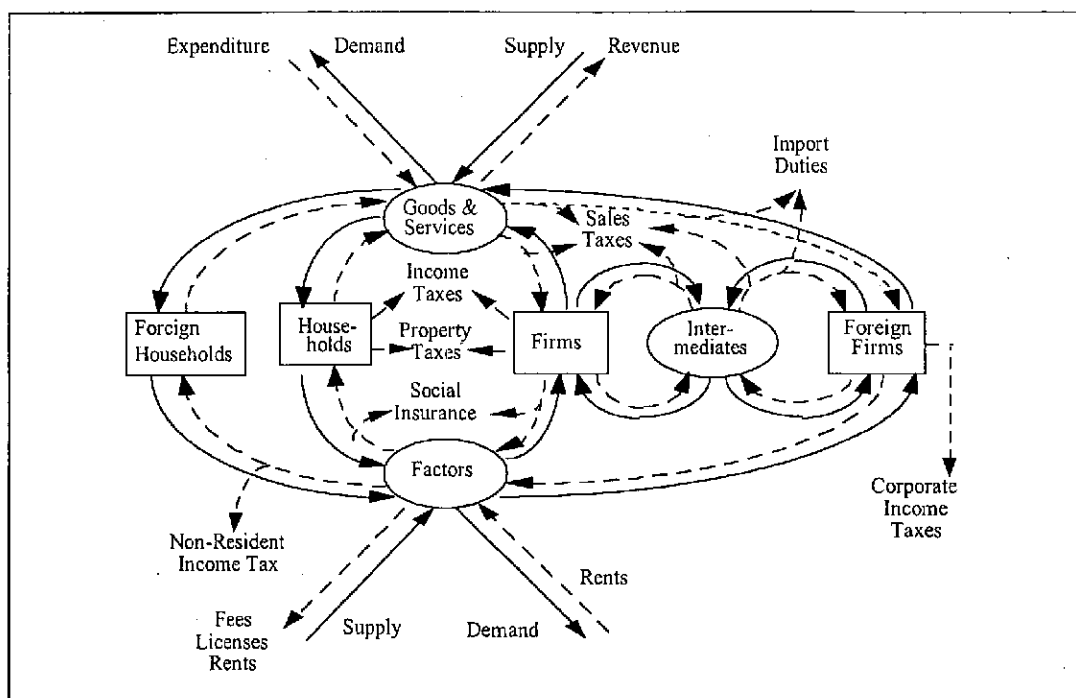 Expenditure
Demand
Supply
Revenue
Import
Duties
Goods &
Services
Sales
Taxes
Income
Taxes
Foreign
Households
House-
holds
Property
Taxes
Firms
Inter-
mediates
Foreign
Firms
Social
Insurance
Factors
Corporate
Income
Taxes
Non-Resident
Income Tax
Rents
Fees
Licenses
Rents
Supply
Demand